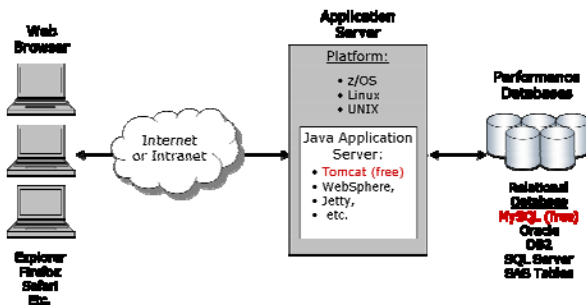 Web
Browser
Explorer
Firefox
Safari
Etc.
Internet
or Intranet
Application
Server
Platform:
• z/OS
• Linux
• UNIX
Java Application
Server:
• Tomcat (free)
• WebSphere,
• Jetty,
• etc.
Performance
Databases
Relational
Database
MySQL (free)
Oracle
DB2
SQL Server
SAS Tables